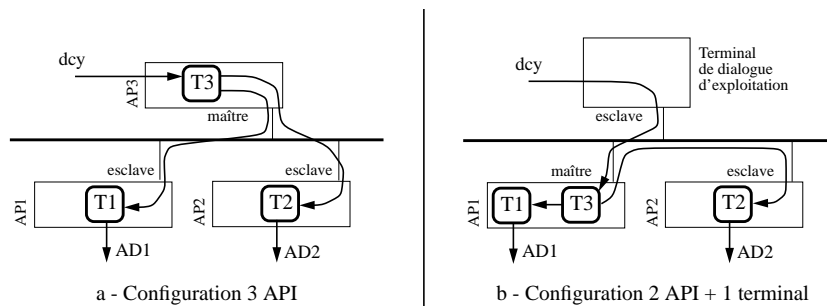 dcy
T3
AP3
maître
esclave
esclave
AP1
T1
AP2
T2
AD1
AD2
a - Configuration 3 API
dcy
Terminal
de dialogue
d'exploitation
esclave
maître
esclave
AP1
T1
T3
AP2
T2
AD1
AD2
b - Configuration 2 API + 1 terminal